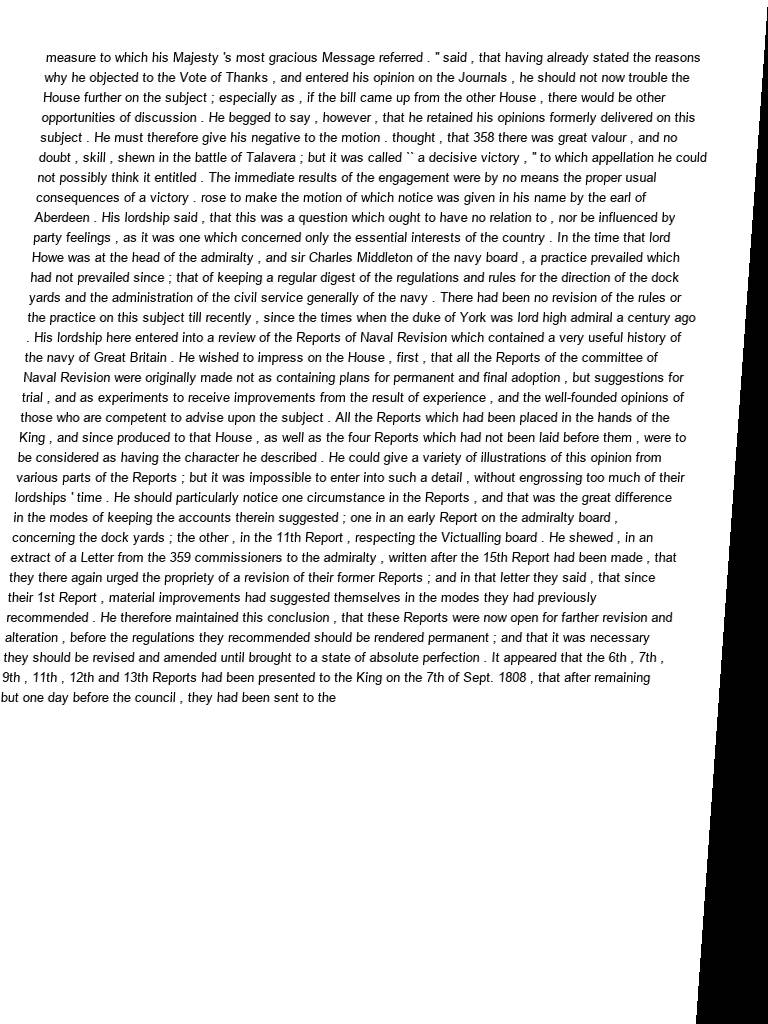 measure to which his Majesty 's most gracious Message referred . " said , that having already stated the reasons
why he objected to the Vote of Thanks , and entered his opinion on the Journals , he should not now trouble the
House further on the subject ; especially as , if the bill came up from the other House , there would be other
opportunities of discussion . He begged to say , however , that he retained his opinions formerly delivered on this
subject . He must therefore give his negative to the motion . thought , that 358 there was great valour , and no
doubt , skill , shewn in the battle of Talavera ; but it was called `` a decisive victory , " to which appellation he could
not possibly think it entitled . The immediate results of the engagement were by no means the proper usual
consequences of a victory . rose to make the motion of which notice was given in his name by the earl of
Aberdeen . His lordship said , that this was a question which ought to have no relation to , nor be influenced by
party feelings , as it was one which concerned only the essential interests of the country . In the time that lord
Howe was at the head of the admiralty , and sir Charles Middleton of the navy board , a practice prevailed which
had not prevailed since ; that of keeping a regular digest of the regulations and rules for the direction of the dock
yards and the administration of the civil service generally of the navy . There had been no revision of the rules or
the practice on this subject till recently , since the times when the duke of York was lord high admiral a century ago
. His lordship here entered into a review of the Reports of Naval Revision which contained a very useful history of
the navy of Great Britain . He wished to impress on the House , first , that all the Reports of the committee of
Naval Revision were originally made not as containing plans for permanent and final adoption , but suggestions for
trial , and as experiments to receive improvements from the result of experience , and the well-founded opinions of
those who are competent to advise upon the subject . All the Reports which had been placed in the hands of the
King , and since produced to that House , as well as the four Reports which had not been laid before them , were to
be considered as having the character he described . He could give a variety of illustrations of this opinion from
various parts of the Reports ; but it was impossible to enter into such a detail , without engrossing too much of their
lordships ' time . He should particularly notice one circumstance in the Reports , and that was the great difference
in the modes of keeping the accounts therein suggested ; one in an early Report on the admiralty board ,
concerning the dock yards ; the other , in the 11th Report , respecting the Victualling board . He shewed , in an
extract of a Letter from the 359 commissioners to the admiralty , written after the 15th Report had been made , that
they there again urged the propriety of a revision of their former Reports ; and in that letter they said , that since
their 1st Report , material improvements had suggested themselves in the modes they had previously
recommended . He therefore maintained this conclusion , that these Reports were now open for farther revision and
alteration , before the regulations they recommended should be rendered permanent ; and that it was necessary
they should be revised and amended until brought to a state of absolute perfection . It appeared that the 6th , 7th ,
9th , 11th , 12th and 13th Reports had been presented to the King on the 7th of Sept. 1808 , that after remaining
but one day before the council , they had been sent to the